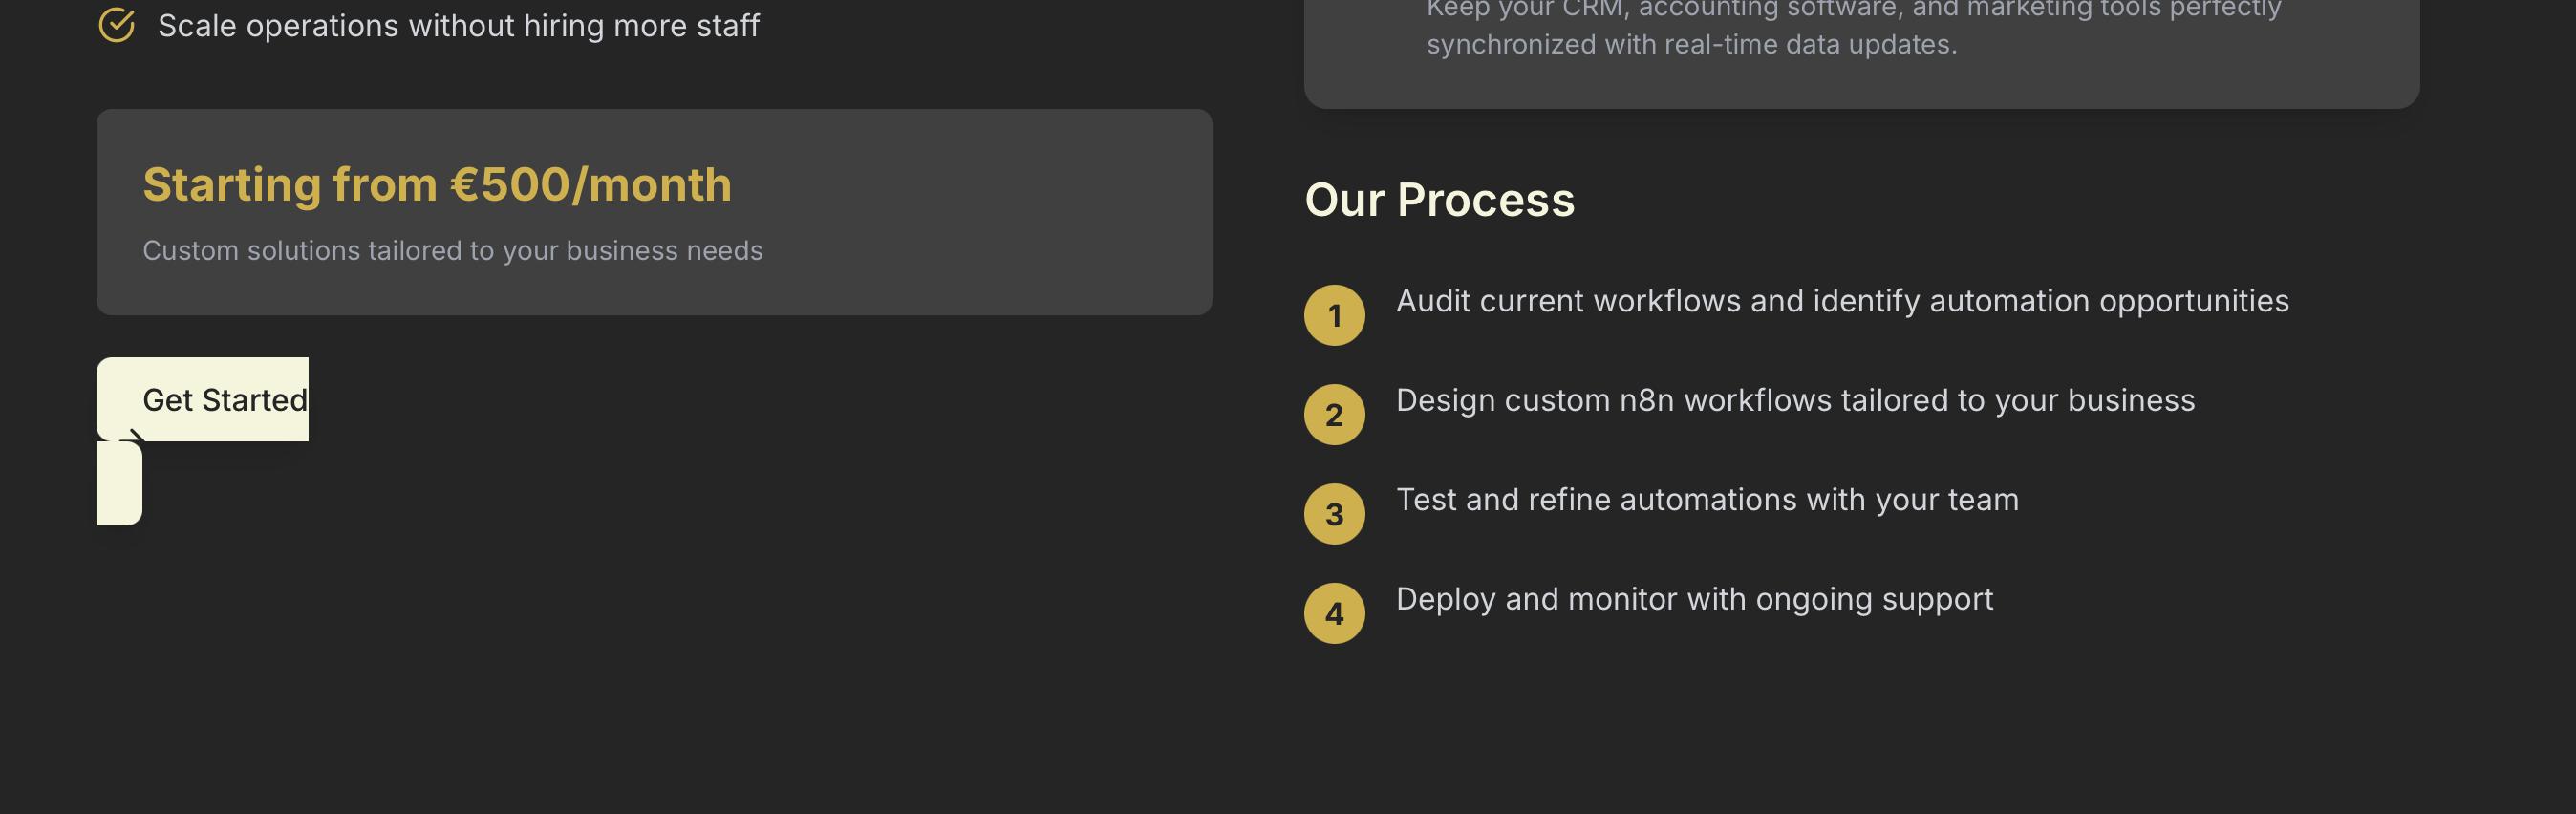 Scale operations without hiring more staff
Starting from €500/month
Custom solutions tailored to your business needs
Get Started
Keep your CRM, accounting software, and marketing tools perfectly
synchronized with real-time data updates.
Our Process
1 Audit current workflows and identify automation opportunities
2 Design custom n8n workflows tailored to your business
3 Test and refine automations with your team
4 Deploy and monitor with ongoing support